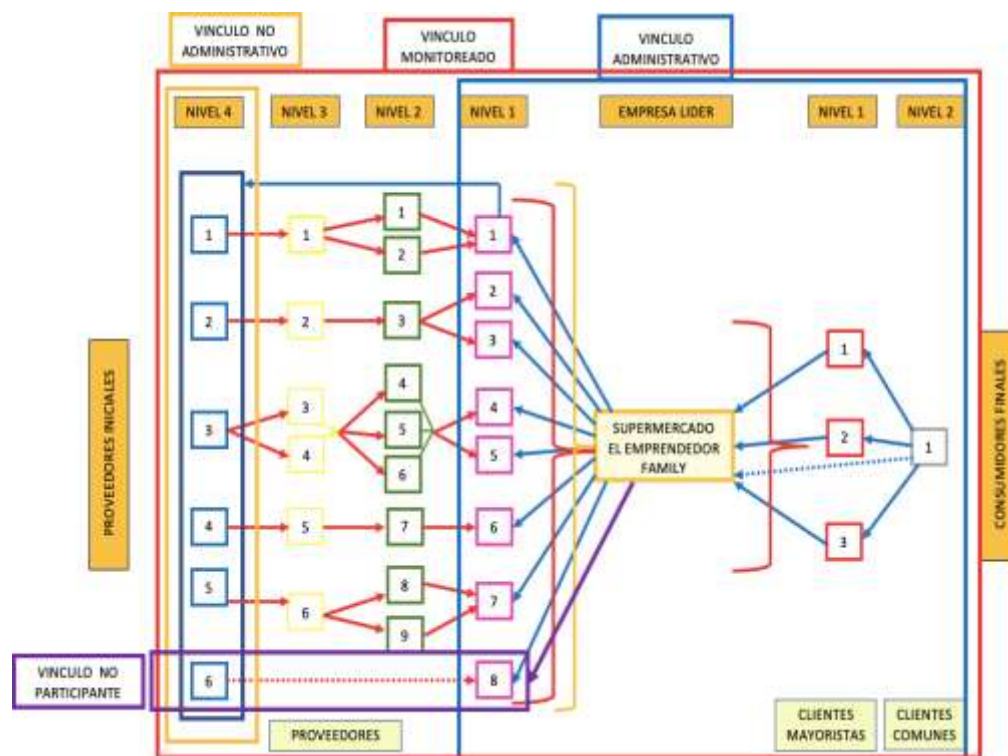 VINCULO NO
ADMINISTRATIVO
VINCULO
MONITOREADO
VINCULO
ADMINISTRATIVO
NIVEL 4
NIVEL 3
NIVEL 2
NIVEL 1
EMPRESA LIDER
NIVEL 1
NIVEL 2
PROVEEDORES INICIALES
1
2
3
4
5
6
1
2
3
4
5
6
1
2
3
4
5
6
7
8
9
1
2
3
4
5
6
7
8
SUPERMERCADO
EL EMPRENDEDOR
FAMILY
1
2
3
1
CONSUMIDORES FINALES
VINCULO NO
PARTICIPANTE
PROVEEDORES
CLIENTES
MAYORISTAS
CLIENTES
COMUNES